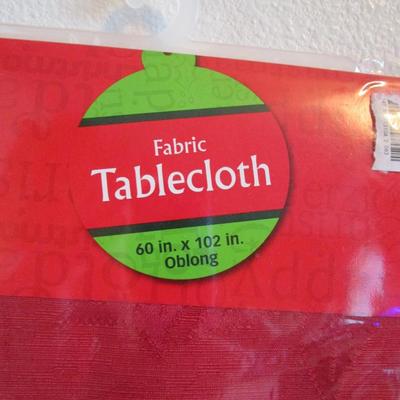 Fabric
Tablecloth
60 in. x 102 in.
Oblong